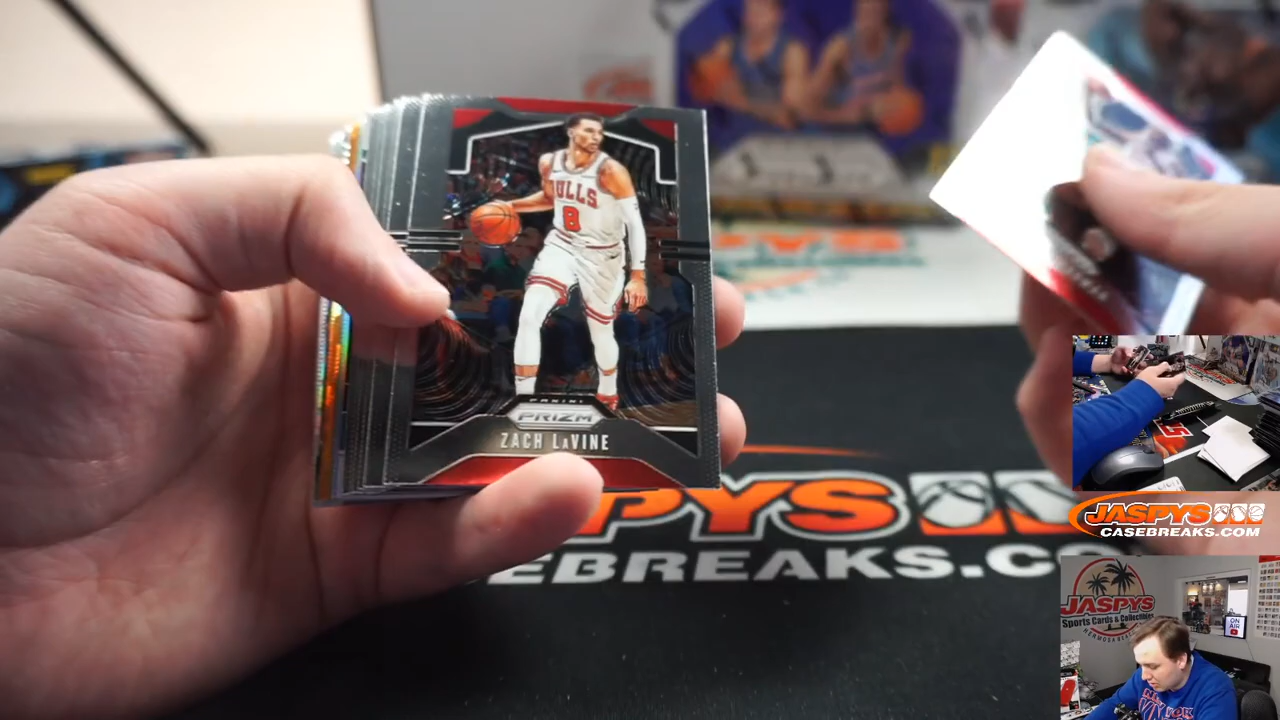 BULLS
8
PANINI
PRIZM
ZACH LaVINE
JASPYS
CASEBREAKS.COM
PYS
EBREAKS.CO
JASPYS
Sports Cards & Collectibles
ON
AIR